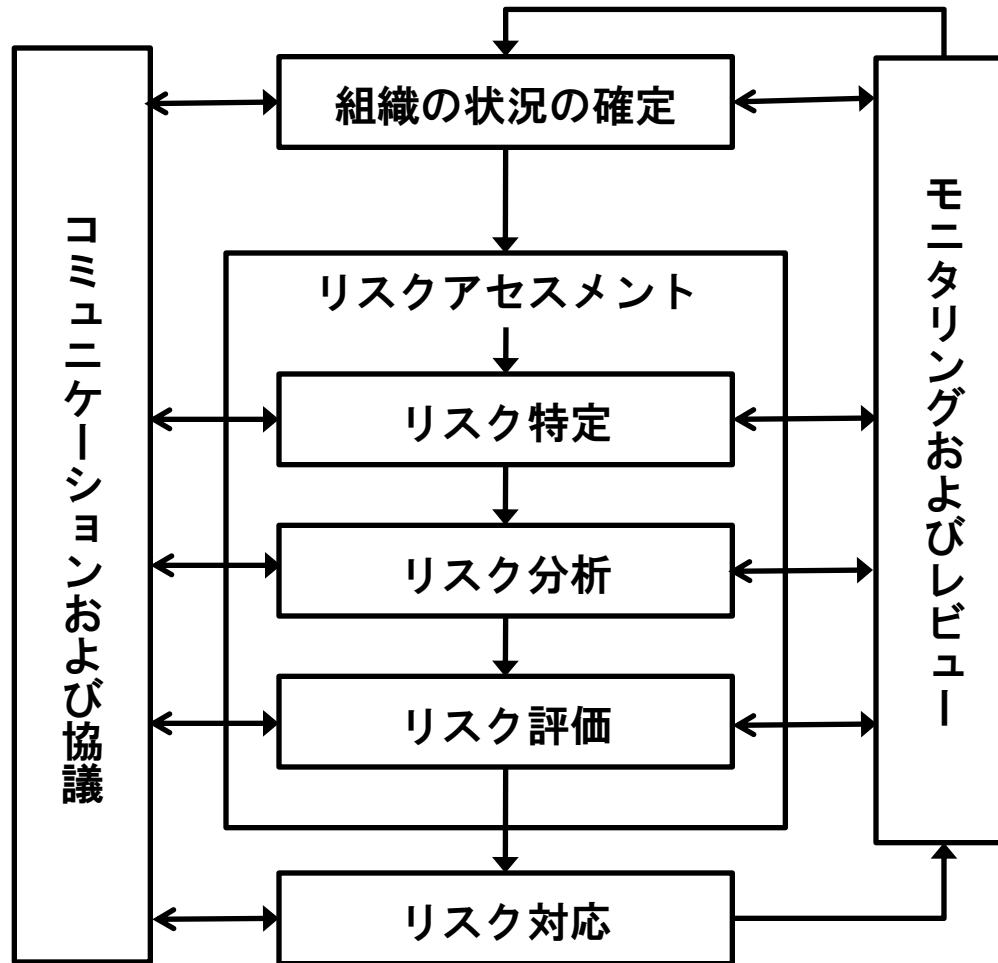 組織の状況の確定
コミュニケーションおよび協議
リスクアセスメント
リスク特定
リスク分析
リスク評価
リスク対応
モニタリングおよびレビュー